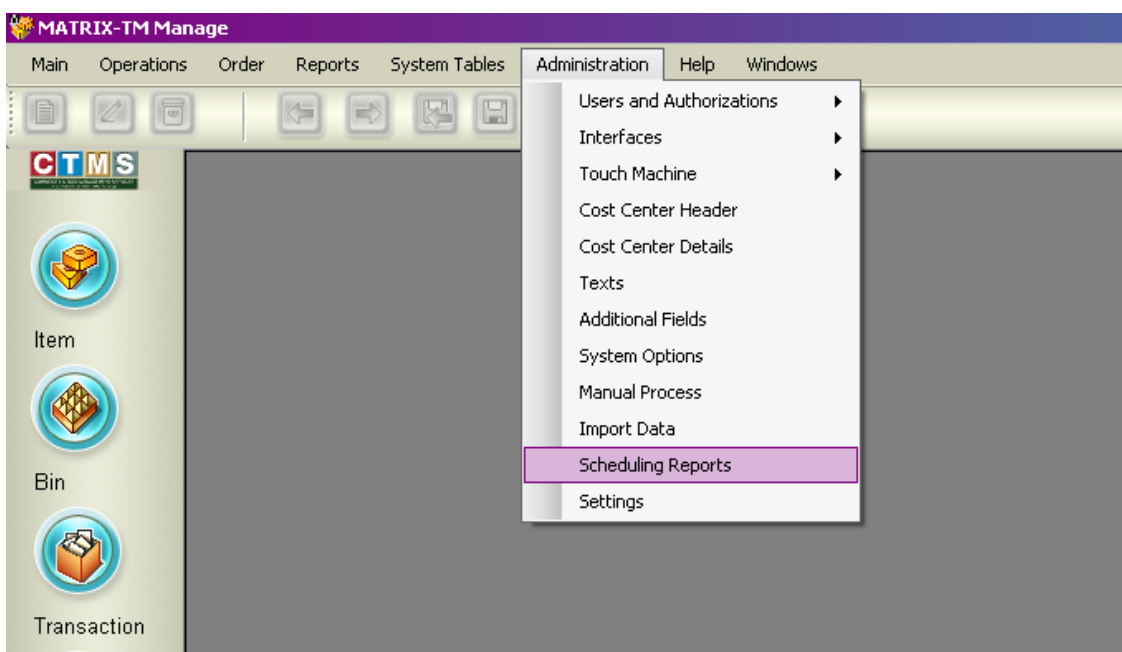 MATRIX-TM Manage
Main Operations Order Reports System Tables Administration Help Windows
Users and Authorizations
Interfaces
Touch Machine
Cost Center Header
Cost Center Details
Texts
Additional Fields
System Options
Manual Process
Import Data
Scheduling Reports
Settings
CTMS
Item
Bin
Transaction